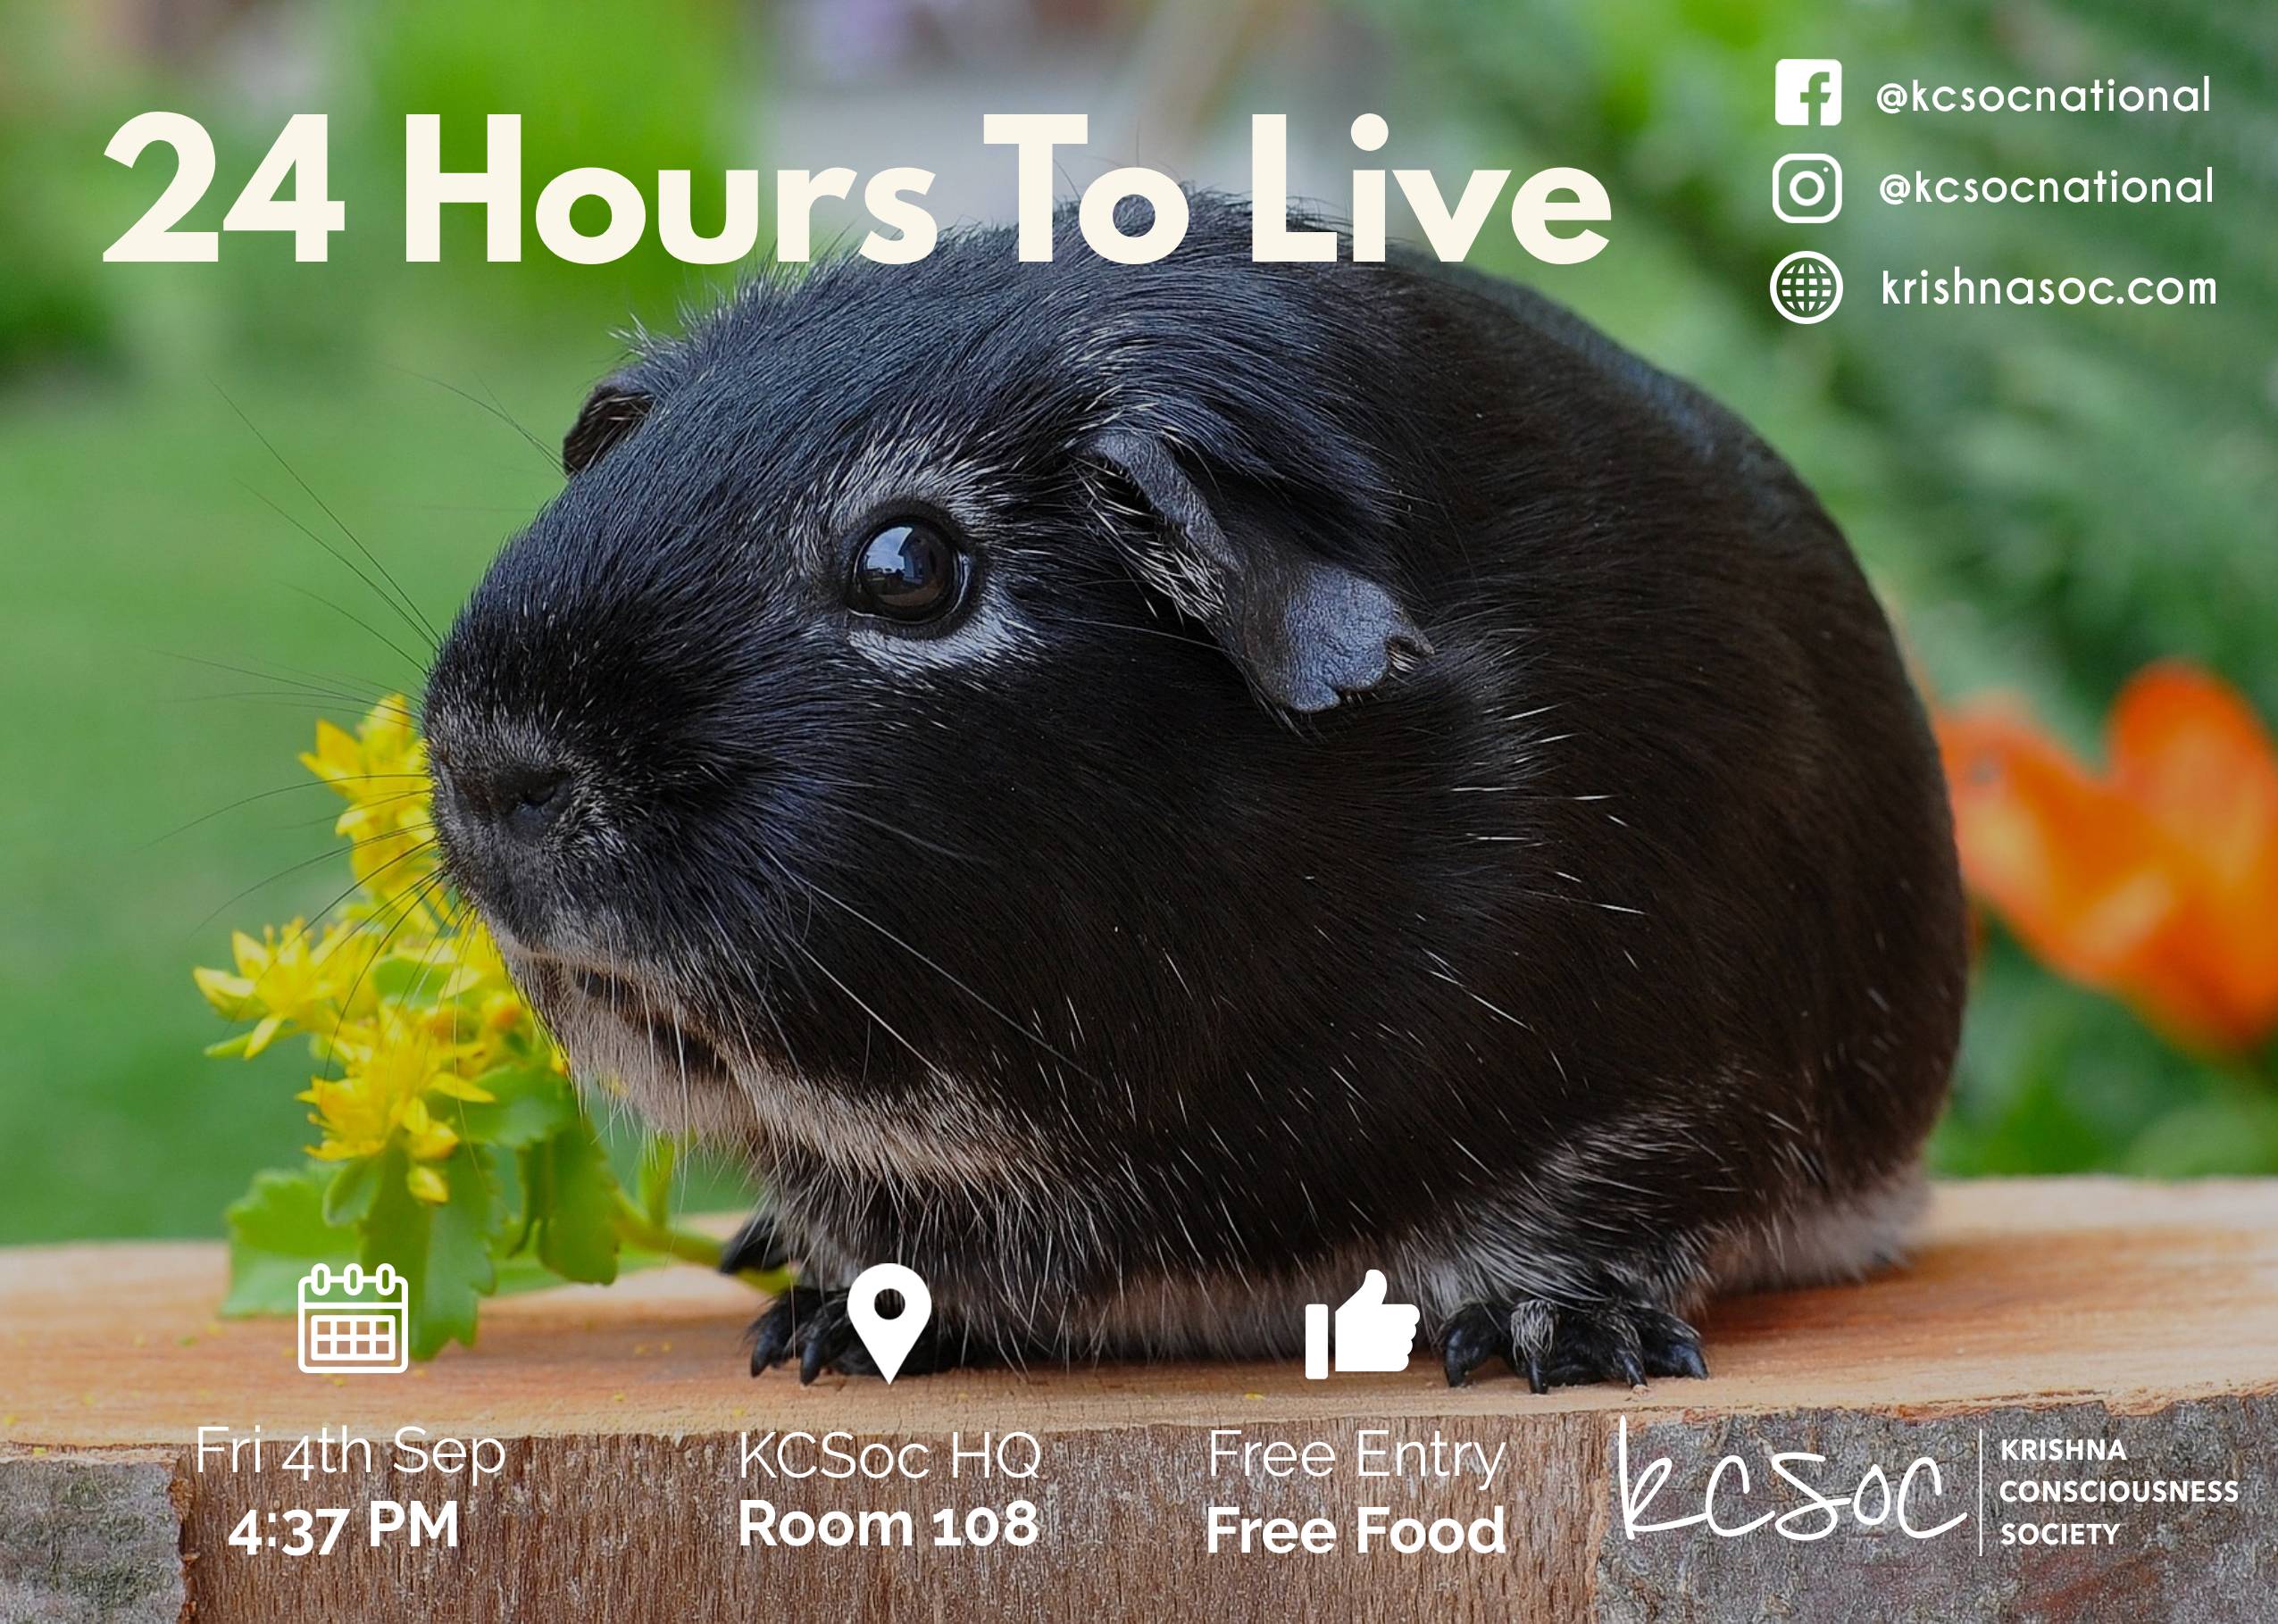 24 Hours To Live
@kcsocnational
@kcsocnational
krishnasoc.com
Fri 4th Sep
4:37 PM
KCSoc HQ
Room 108
Free Entry
Free Food
kcsoc
KRISHNA
CONSCIOUSNESS
SOCIETY